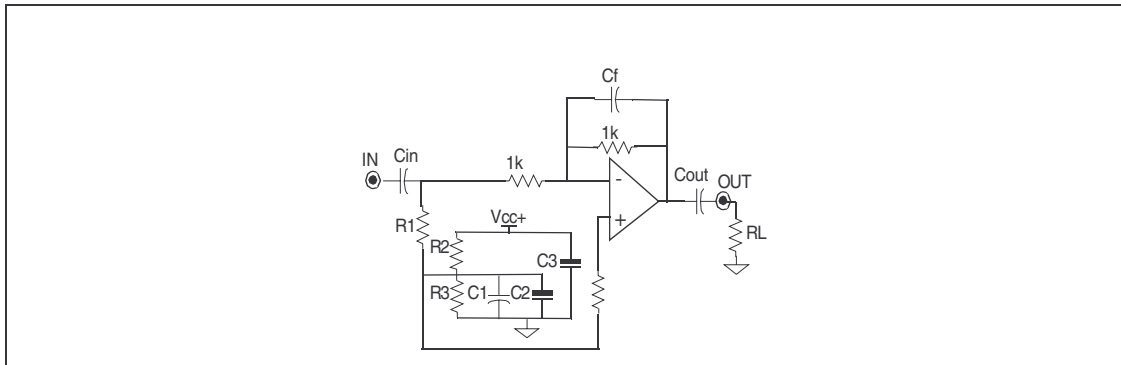 Cf
1k
IN
Cin
1k
-
Cout
OUT
+
R1
Vcc+
RL
R2
C3
R3
C1
C2